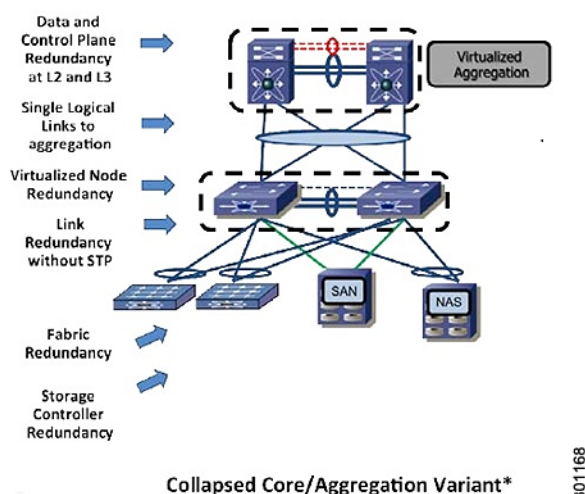 Data and
Control Plane
Redundancy
at L2 and L3
Virtualized
Aggregation
Single Logical
Links to
aggregation
Virtualized Node
Redundancy
Link
Redundancy
without STP
SAN
NAS
Fabric
Redundancy
Storage
Controller
Redundancy
Collapsed Core/Aggregation Variant*